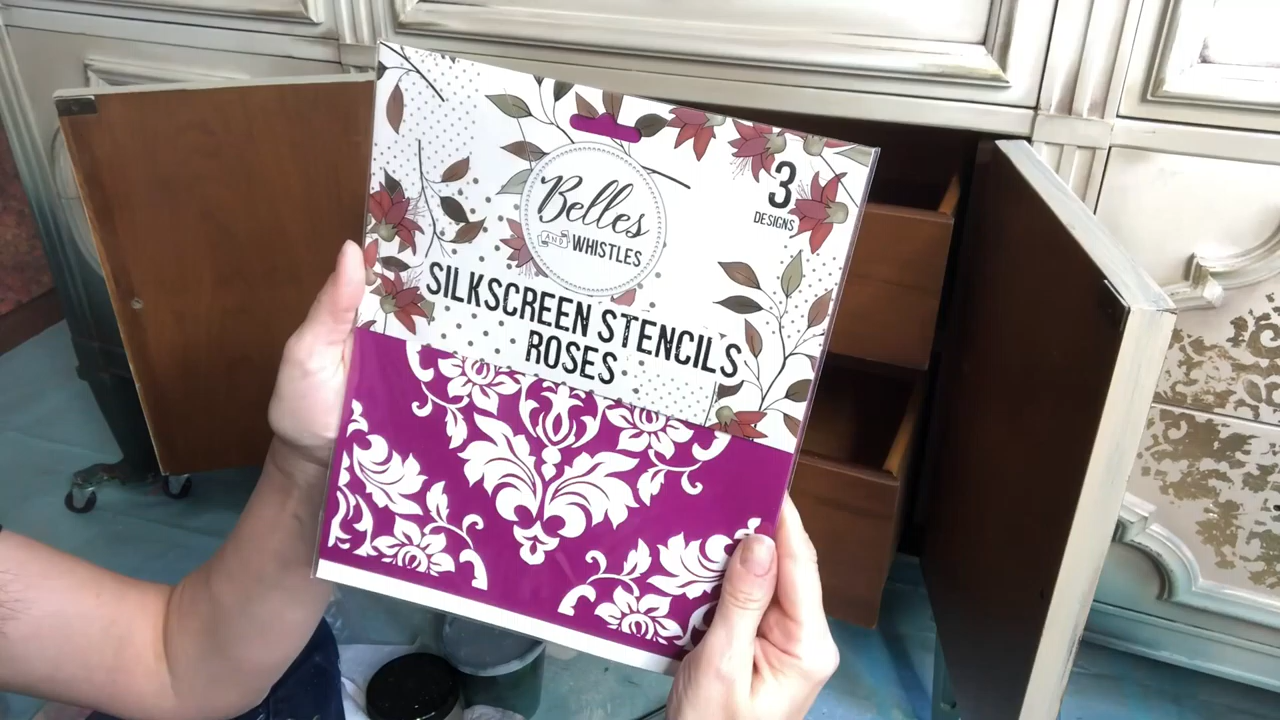 Belles
AND WHISTLES
3
DESIGNS
SILKSCREEN STENCILS
ROSES